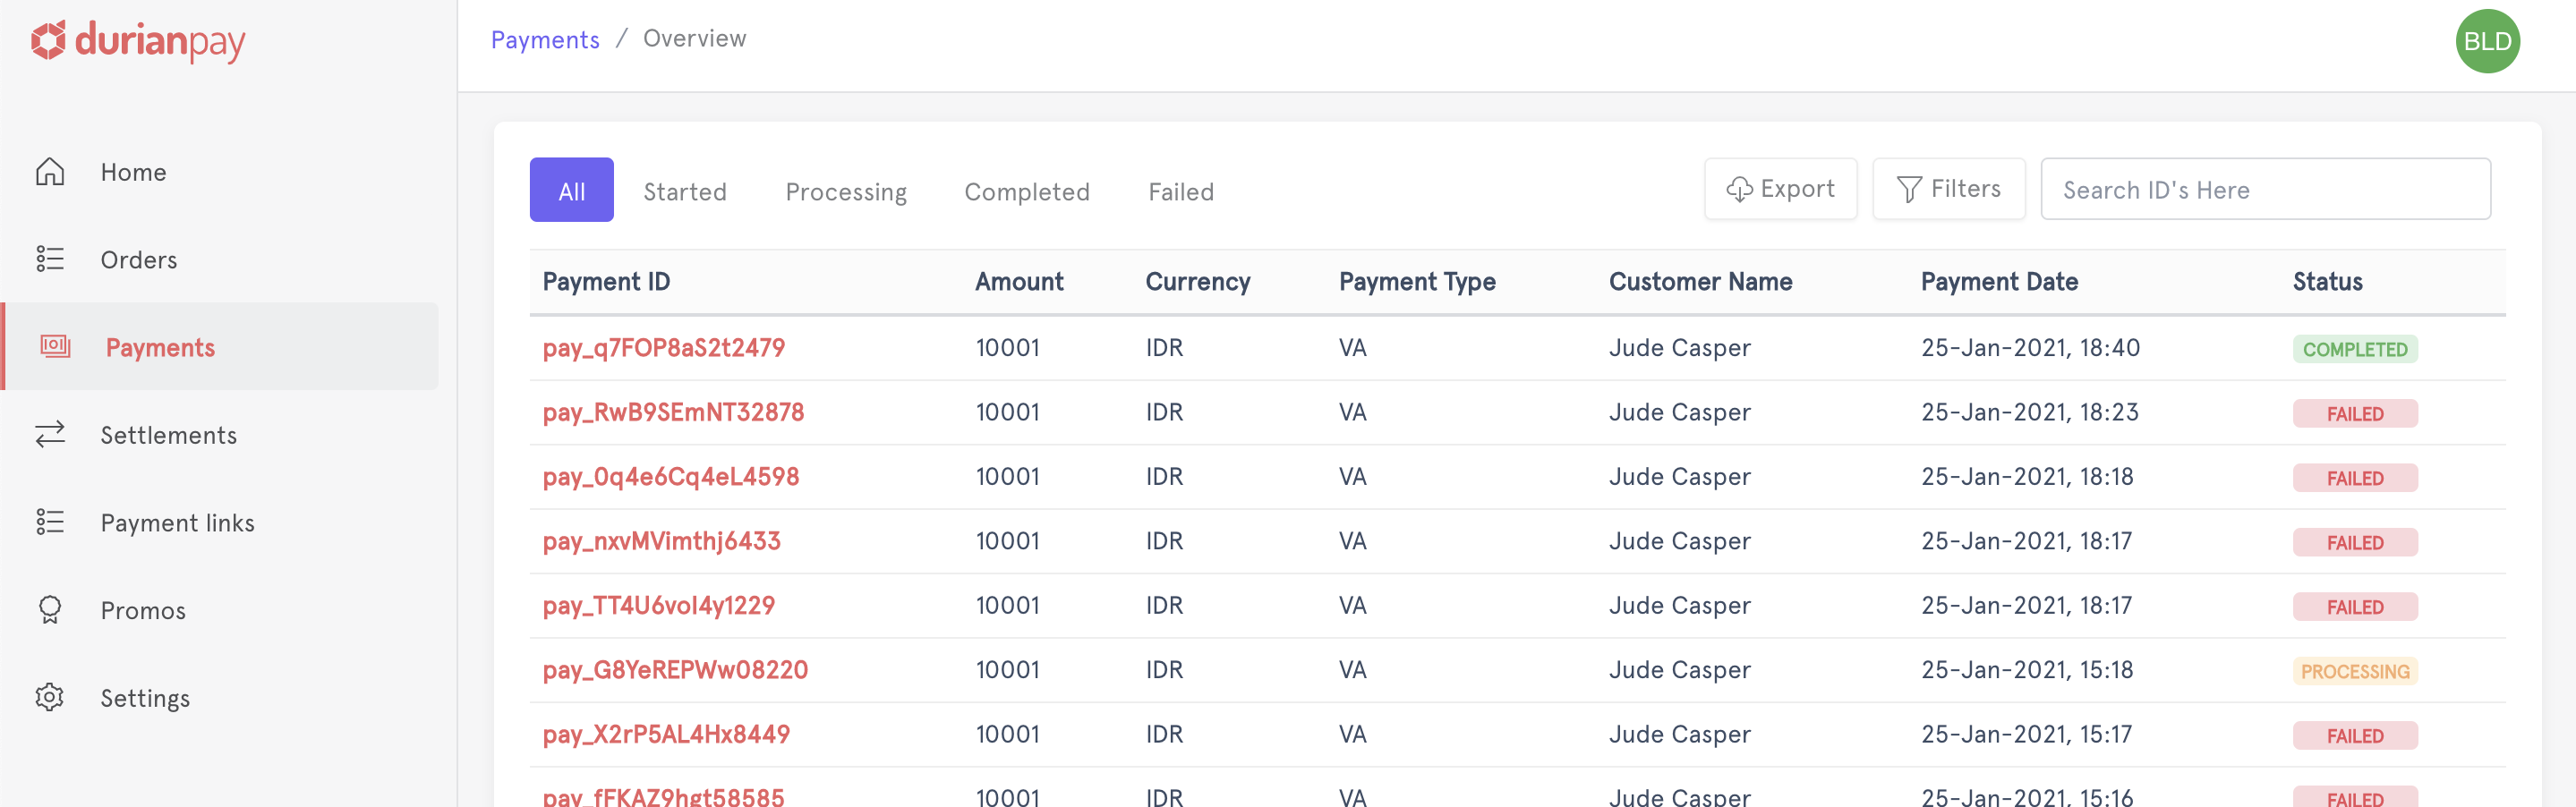 durianpay
Payments / Overview
BLD
Home
Orders
Payments
Settlements
Payment links
Promos
Settings
All Started Processing Completed Failed Export Filters Search ID's Here
Payment ID Amount Currency Payment Type Customer Name Payment Date Status
pay_q7FOP8aS2t2479 10001 IDR VA Jude Casper 25-Jan-2021, 18:40 COMPLETED
pay_RwB9SEmNT32878 10001 IDR VA Jude Casper 25-Jan-2021, 18:23 FAILED
pay_0q4e6Cq4eL4598 10001 IDR VA Jude Casper 25-Jan-2021, 18:18 FAILED
pay_nxvMVimthj6433 10001 IDR VA Jude Casper 25-Jan-2021, 18:17 FAILED
pay_TT4U6vol4y1229 10001 IDR VA Jude Casper 25-Jan-2021, 18:17 FAILED
pay_G8YeREPWw08220 10001 IDR VA Jude Casper 25-Jan-2021, 15:18 PROCESSING
pay_X2rP5AL4Hx8449 10001 IDR VA Jude Casper 25-Jan-2021, 15:17 FAILED
pay_fFKAZ9hgt58585 10001 IDR VA Jude Casper 25-Jan-2021, 15:16 FAILED